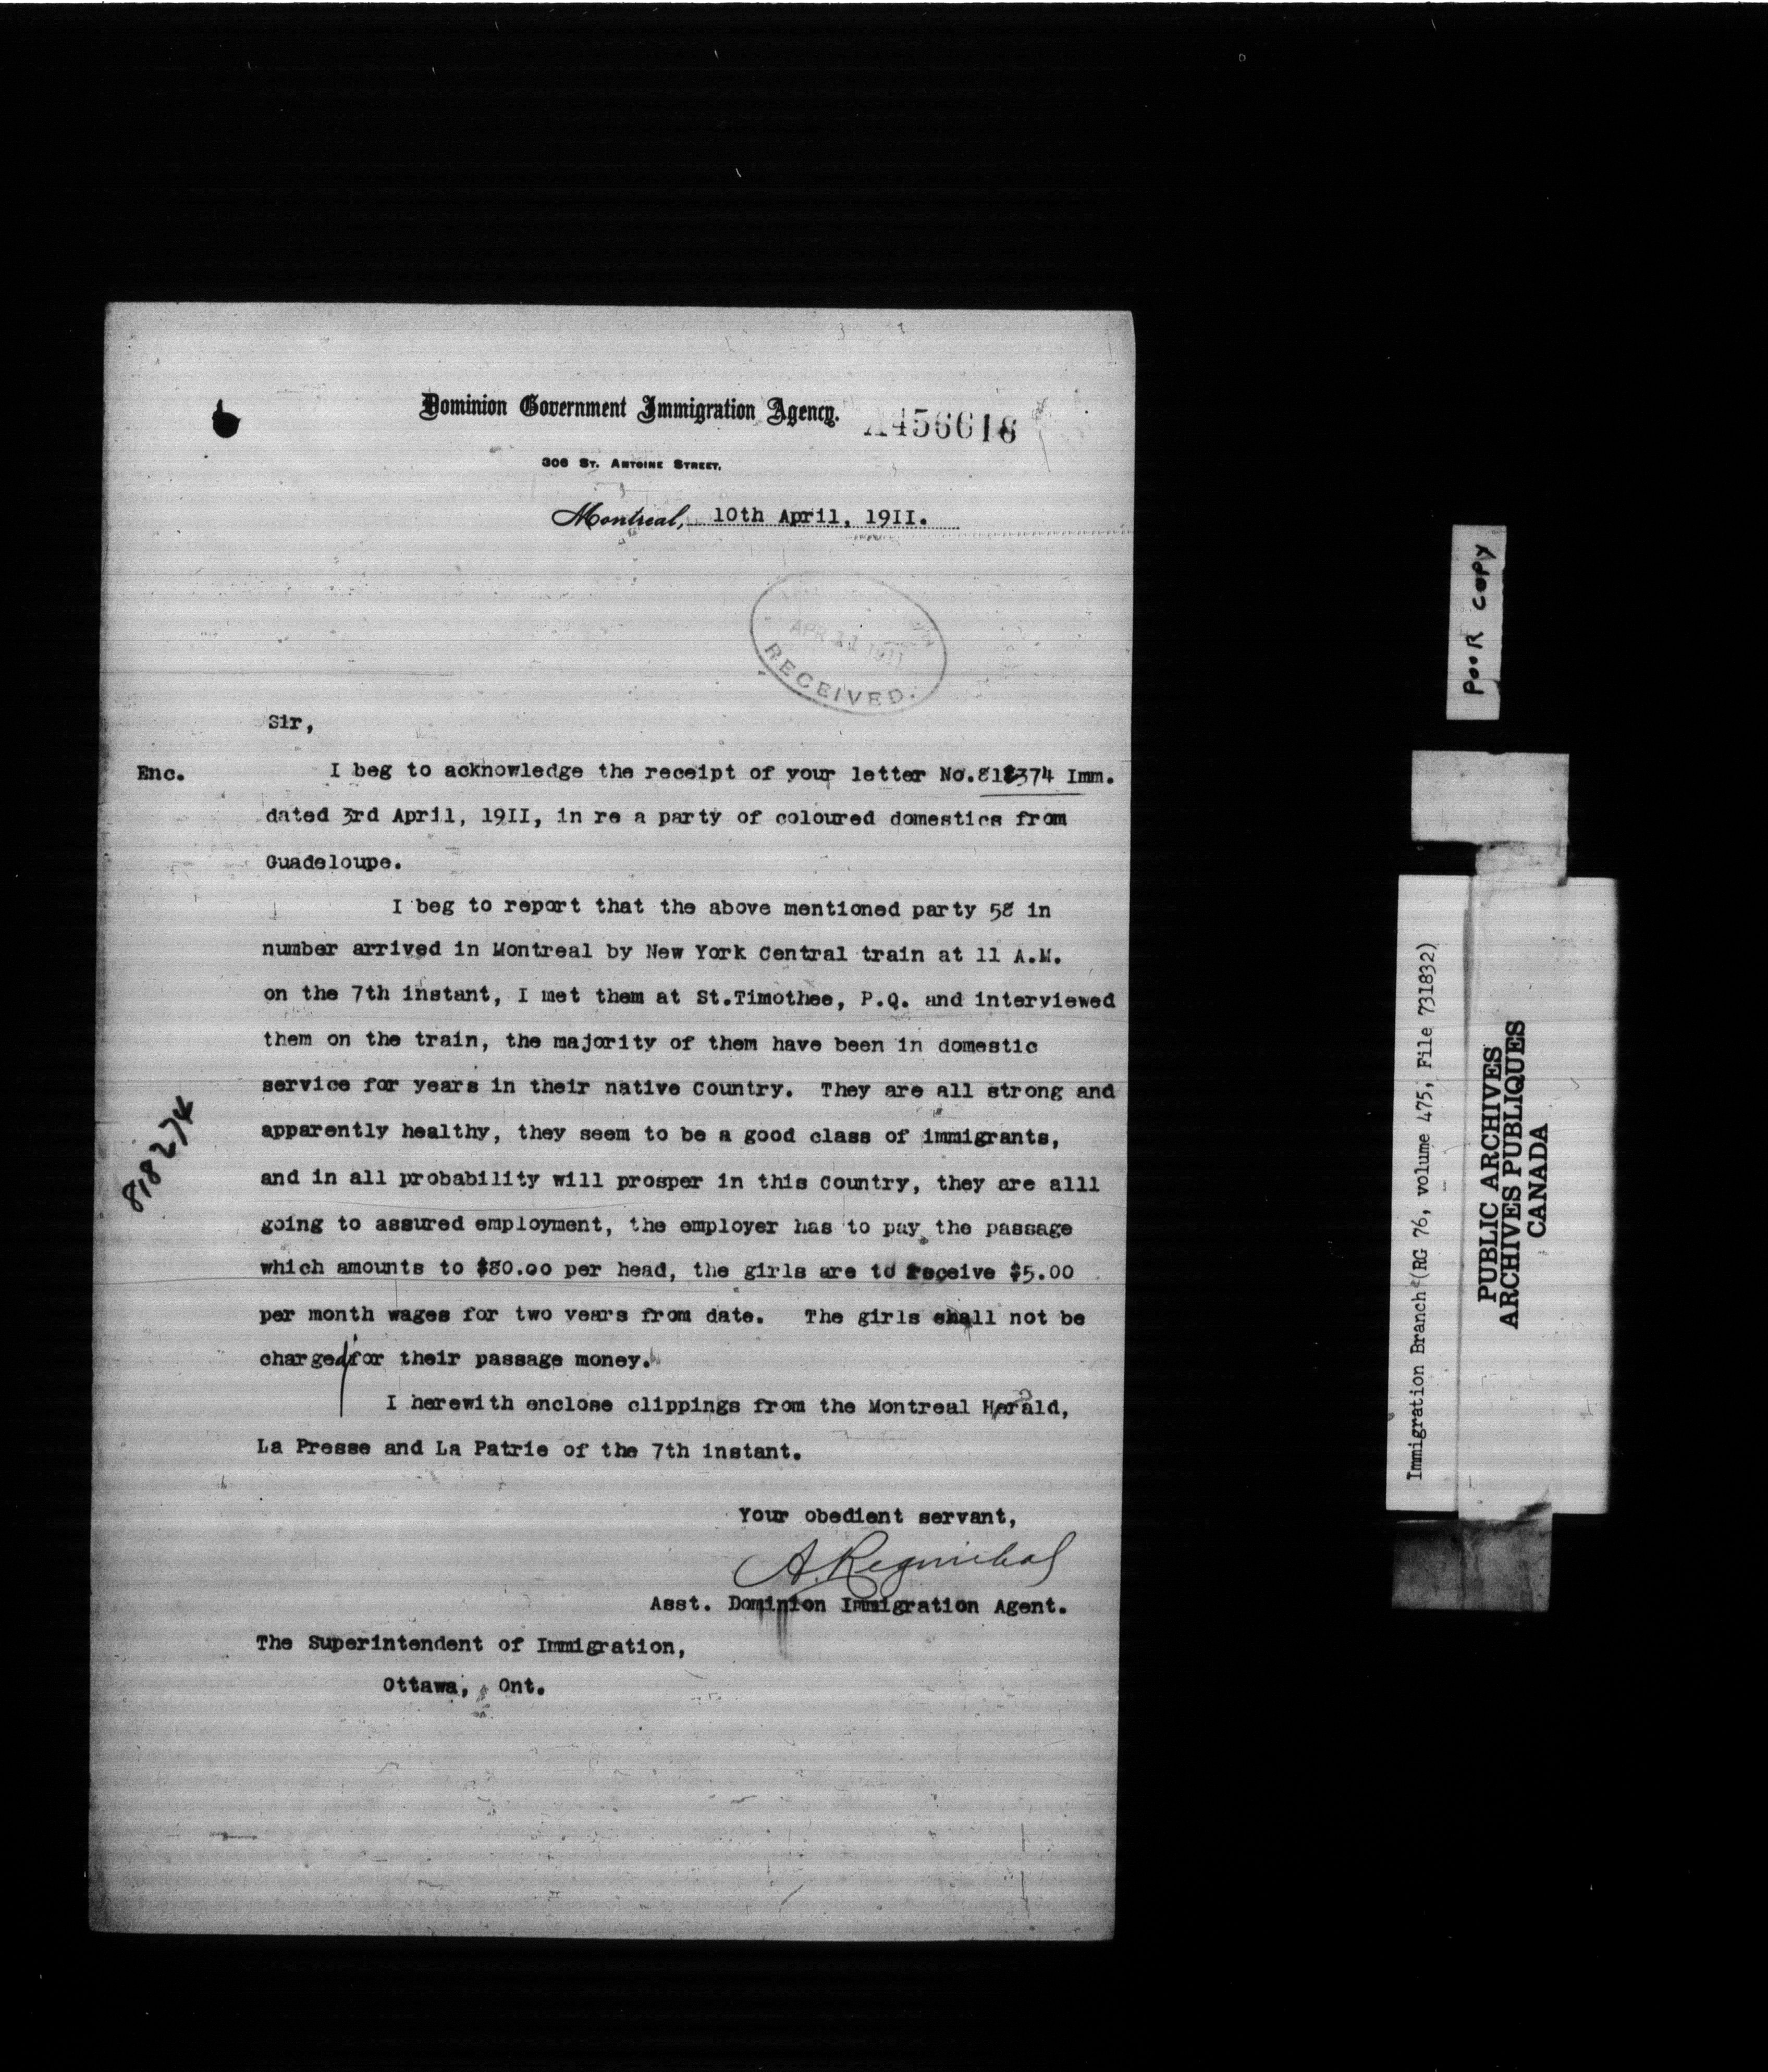 Dominion Government Immigration Agency.
A456618
306 St. Antoine Street.
Montreal, 10th April, 19II.
APR 11 1911
RECEIVED.
Sir,
Enc. I beg to acknowledge the receipt of your letter No.818374 Imm.
dated 3rd April, 19II, in re a party of coloured domestics from
Guadeloupe.
I beg to report that the above mentioned party 58 in
number arrived in Montreal by New York Central train at 11 A.M.
on the 7th instant, I met them at St.Timothee, P.Q. and interviewed
them on the train, the majority of them have been in domestic
service for years in their native Country. They are all strong and
apparently healthy, they seem to be a good class of immigrants,
and in all probability will prosper in this Country, they are alll
going to assured employment, the employer has to pay the passage
which amounts to $80.00 per head, the girls are to receive $5.00
per month wages for two years from date. The girls shall not be
charged for their passage money.
818274
I herewith enclose clippings from the Montreal Herald,
La Presse and La Patrie of the 7th instant.
Your obedient servant,
A.
Asst. Dominion Immigration Agent.
The Superintendent of Immigration,
Ottawa, Ont.
Poor copy
Immigration Branch (RG 76, volume 475, File 731832)
PUBLIC ARCHIVES
ARCHIVES PUBLIQUES
CANADA